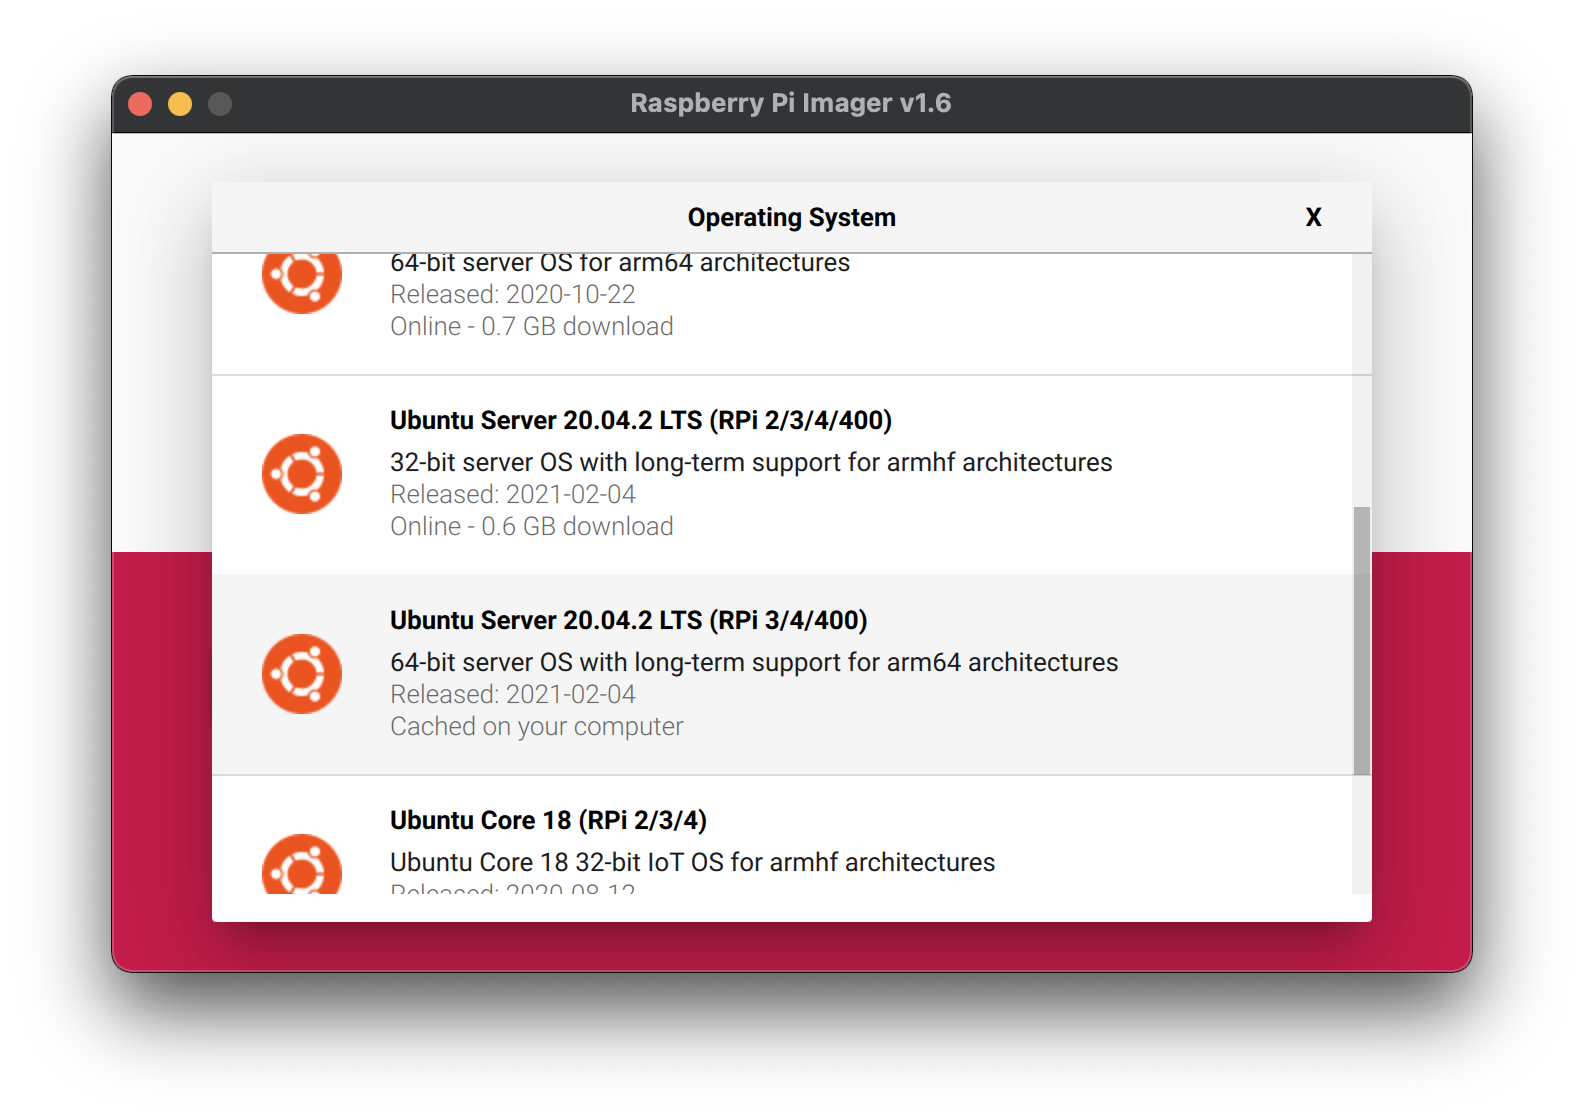 Raspberry Pi Imager v1.6
Operating System
X
64-bit server OS for arm64 architectures
Released: 2020-10-22
Online - 0.7 GB download
Ubuntu Server 20.04.2 LTS (RPi 2/3/4/400)
32-bit server OS with long-term support for armhf architectures
Released: 2021-02-04
Online - 0.6 GB download
Ubuntu Server 20.04.2 LTS (RPi 3/4/400)
64-bit server OS with long-term support for arm64 architectures
Released: 2021-02-04
Cached on your computer
Ubuntu Core 18 (RPi 2/3/4)
Ubuntu Core 18 32-bit IoT OS for armhf architectures
Released: 2020-08-12